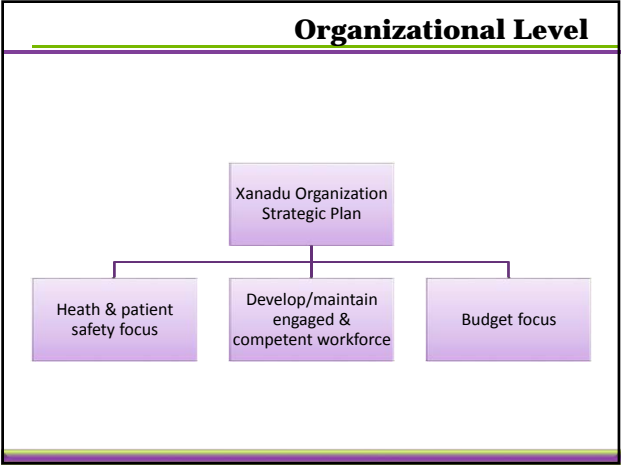 Organizational Level
Xanadu Organization
Strategic Plan
Heath & patient
safety focus
Develop/maintain
engaged &
competent workforce
Budget focus